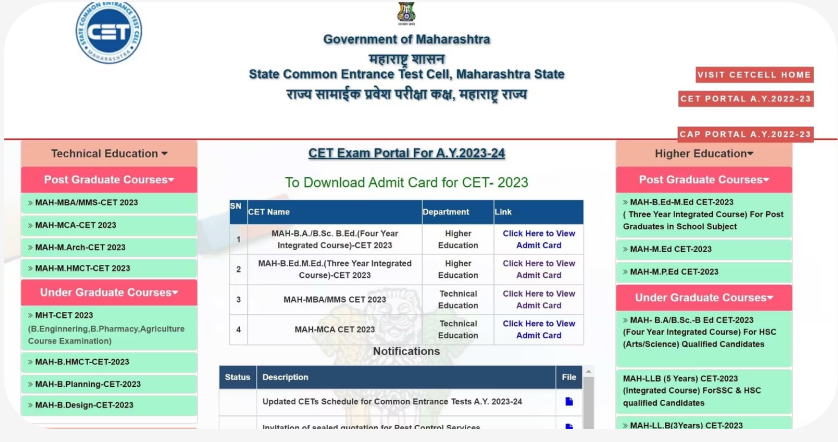 STATE COMMON ENTRANCE TEST CELL
CET
MAHARASHTRA
Government of Maharashtra
महाराष्ट्र शासन
State Common Entrance Test Cell, Maharashtra State
राज्य सामाईक प्रवेश परीक्षा कक्ष, महाराष्ट्र राज्य
VISIT CETCELL HOME
CET PORTAL A.Y.2022-23
CAP PORTAL A.Y.2022-23
Technical Education
Post Graduate Courses
» MAH-MBA/MMS-CET 2023
» MAH-MCA-CET 2023
» MAH-M.Arch-CET 2023
» MAH-M.HMCT-CET 2023
Under Graduate Courses
» MHT-CET 2023
(B.Enginnering,B.Pharmacy,Agriculture
Course Examination)
» MAH-B.HMCT-CET-2023
» MAH-B.Planning-CET-2023
» MAH-B.Design-CET-2023
CET Exam Portal For A.Y.2023-24
To Download Admit Card for CET- 2023
SN CET Name Department Link
1 MAH-B.A./B.Sc. B.Ed.(Four Year Higher Click Here to View
Integrated Course)-CET 2023 Education Admit Card
2 MAH-B.Ed.M.Ed.(Three Year Integrated Higher Click Here to View
Course)-CET 2023 Education Admit Card
3 MAH-MBA/MMS CET 2023 Technical Click Here to View
Education Admit Card
4 MAH-MCA CET 2023 Technical Click Here to View
Education Admit Card
Notifications
Status Description File
Updated CETs Schedule for Common Entrance Tests A.Y. 2023-24
Invitation of sealed quotation for Pest Control Services
Higher Education
Post Graduate Courses
» MAH-B.Ed-M.Ed CET-2023
( Three Year Integrated Course) For Post
Graduates in School Subject
» MAH-M.Ed CET-2023
» MAH-M.P.Ed CET-2023
Under Graduate Courses
» MAH- B.A/B.Sc.-B Ed CET-2023
(Four Year Integrated Course) For HSC
(Arts/Science) Qualified Candidates
MAH-LLB (5 Years) CET-2023
(Integrated Course) ForSSC & HSC
qualified Candidates
» MAH-LL.B(3Years) CET-2023